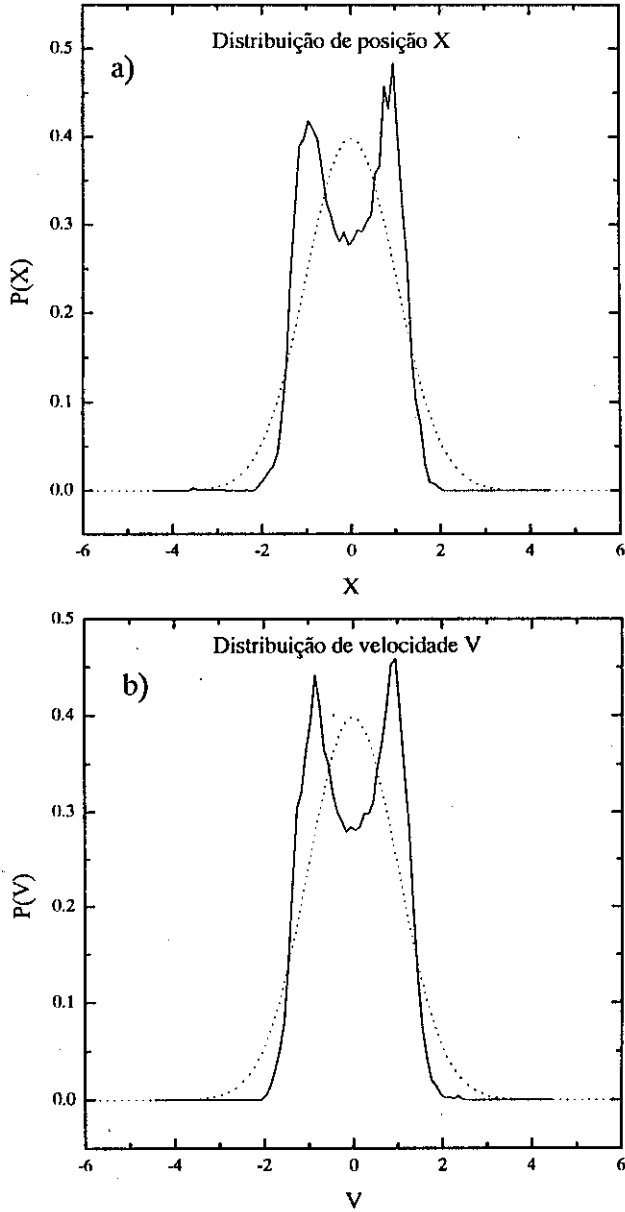 Distribuição de posição X
a)
0.5
0.4
0.3
0.2
0.1
0.0
P(X)
-6 -4 -2 0 2 4 6
X
Distribuição de velocidade V
b)
0.5
0.4
0.3
0.2
0.1
0.0
P(V)
-6 -4 -2 0 2 4 6
V